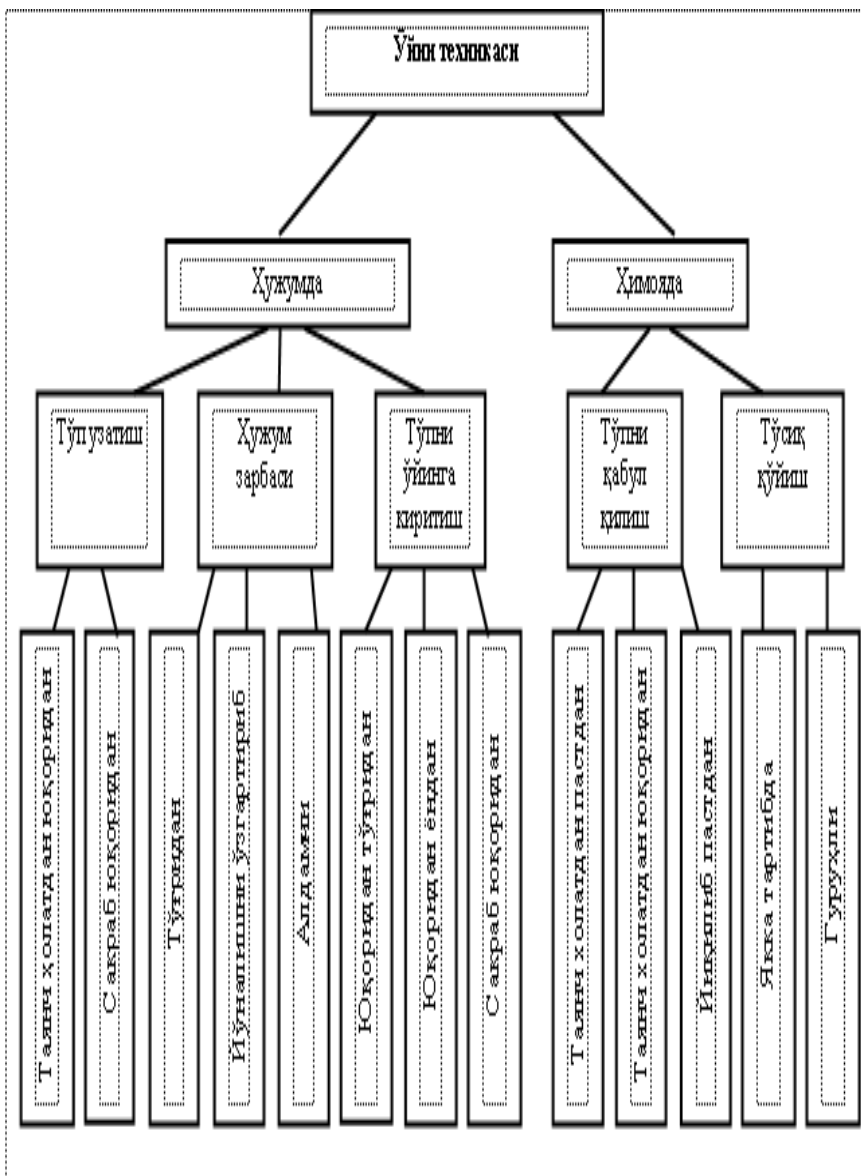 Ўйин техникаси
Ҳужумда
Ҳимояда
Тўп узатиш
Ҳужум
зарбаси
Тўпни
ўйинга
киритиш
Тўпни
қабул
қилиш
Тўсиқ
қўйиш
Таянч ҳолатдан юқоридан
Сакраб юқоридан
Тўғридан
Йўналишни ўзгартириб
Алдамчи
Юқоридан тўғридан
Юқоридан ёндан
Сакраб юқоридан
Таянч холатдан пастдан
Таянч холатдан юқоридан
Йиқилиб пастдан
Якка тартибда
Гуруҳли